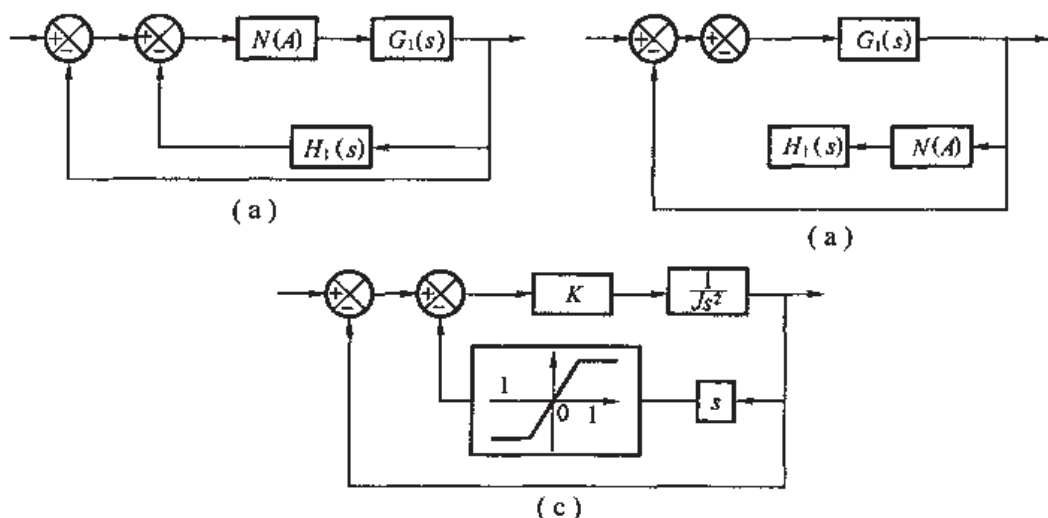 + − + − N(A) G₁(s)
H₁(s)
(a)
+ − + − G₁(s)
H₁(s) N(A)
(a)
+ − + − K 1/Js²
1 0 1 s
(c)